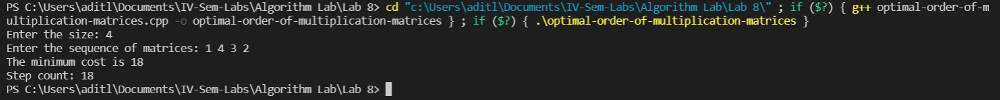 PS C:\Users\aditl\Documents\IV-Sem-Labs\Algorithm Lab\Lab 8> cd "c:\Users\aditl\Documents\IV-Sem-Labs\Algorithm Lab\Lab 8\" ; if ($?) { g++ optimal-order-of-m
ultiplication-matrices.cpp -o optimal-order-of-multiplication-matrices } ; if ($?) { .\optimal-order-of-multiplication-matrices }
Enter the size: 4
Enter the sequence of matrices: 1 4 3 2
The minimum cost is 18
Step count: 18
PS C:\Users\aditl\Documents\IV-Sem-Labs\Algorithm Lab\Lab 8>